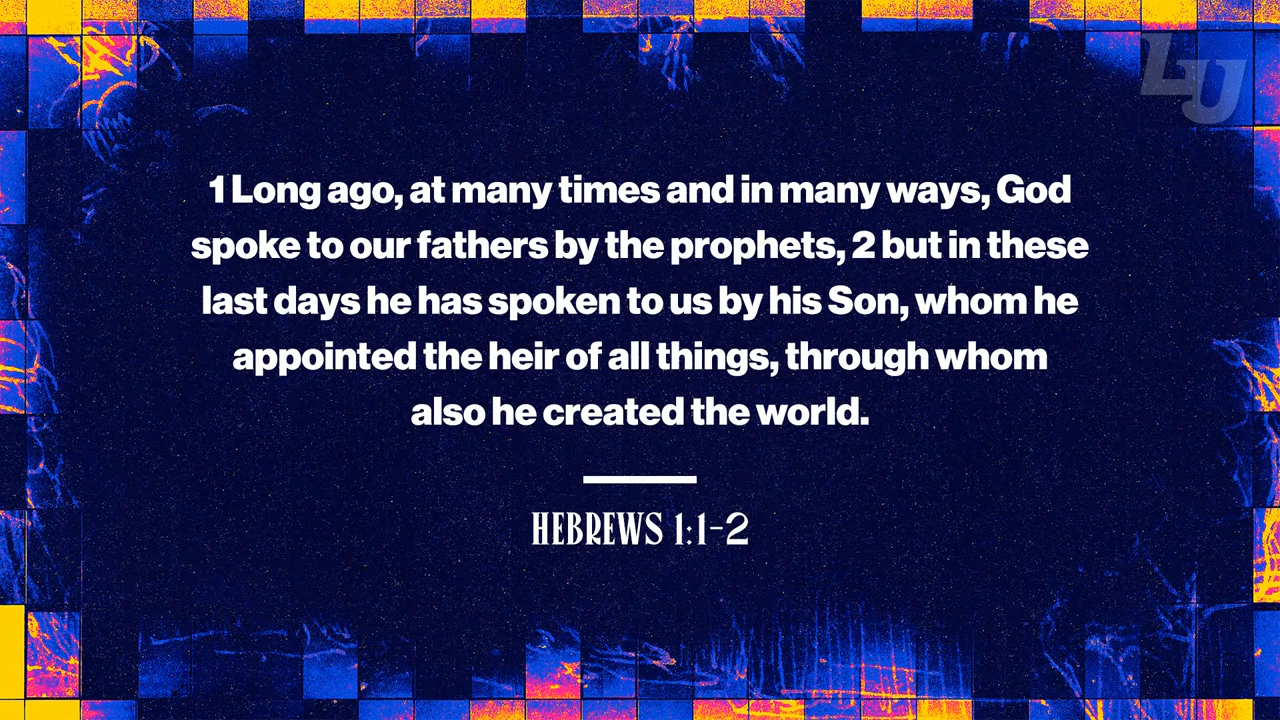 LU
1 Long ago, at many times and in many ways, God
spoke to our fathers by the prophets, 2 but in these
last days he has spoken to us by his Son, whom he
appointed the heir of all things, through whom
also he created the world.
HEBREWS 1:1-2